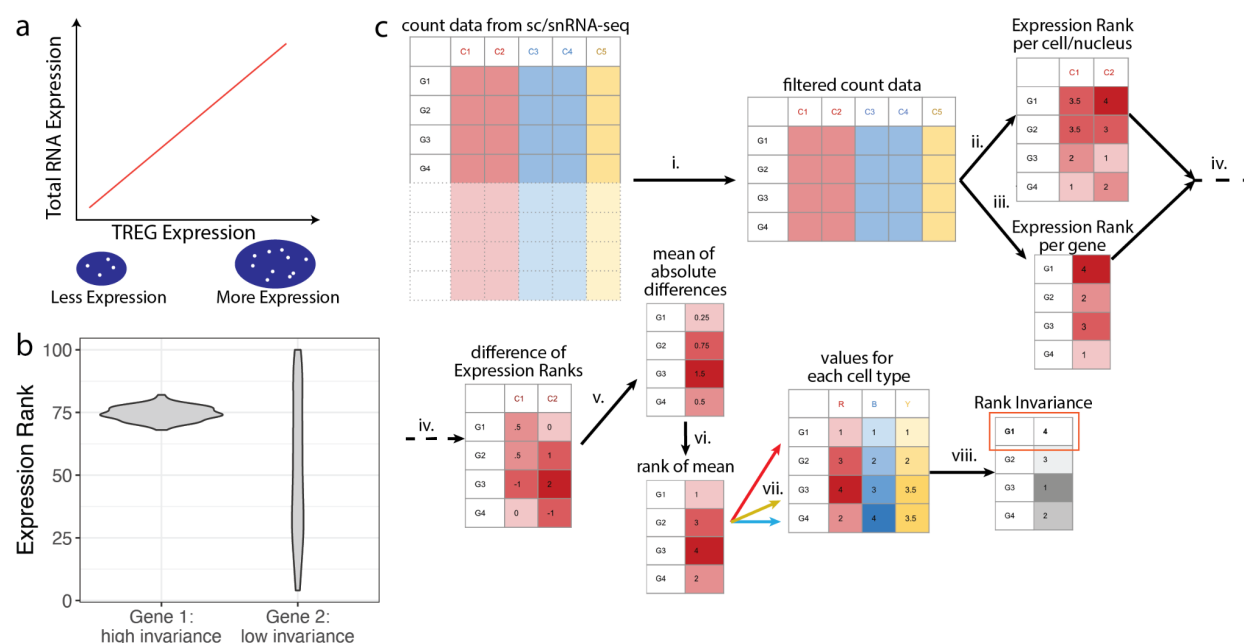 a
Total RNA Expression
TREG Expression
Less Expression
More Expression
b
Expression Rank
100
75
50
25
0
Gene 1:
high invariance
Gene 2:
low invariance
c
count data from sc/snRNA-seq
C1 C2 C3 C4 C5
G1
G2
G3
G4
i.
filtered count data
C1 C2 C3 C4 C5
G1
G2
G3
G4
ii.
iii.
Expression Rank
per cell/nucleus
C1 C2
G1 3.5 4
G2 3.5 3
G3 2 1
G4 1 2
Expression Rank
per gene
G1 4
G2 2
G3 3
G4 1
iv.
iv.
difference of
Expression Ranks
C1 C2
G1 .5 0
G2 .5 1
G3 -1 2
G4 0 -1
v.
mean of
absolute
differences
G1 0.25
G2 0.75
G3 1.5
G4 0.5
vi.
rank of mean
G1 1
G2 3
G3 4
G4 2
vii.
values for
each cell type
R B Y
G1 1 1 1
G2 3 2 2
G3 4 3 3.5
G4 2 4 3.5
viii.
Rank Invariance
G1 4
G2 3
G3 1
G4 2